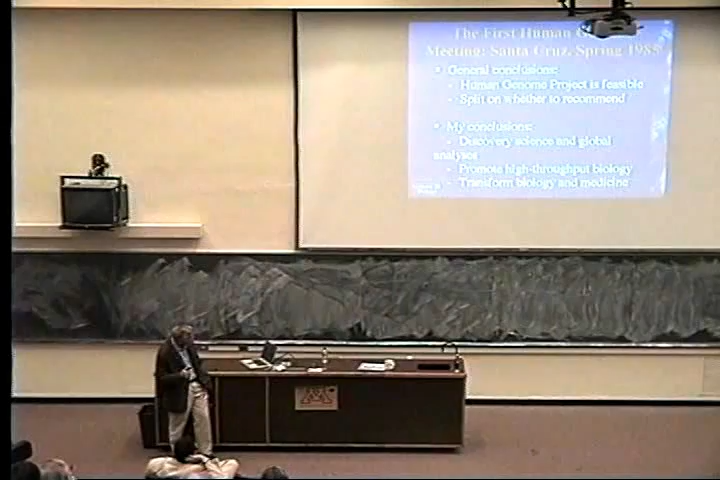 The First Human
Meeting: Santa Cruz, Spring 1985
• General conclusions:
- Human Genome Project is feasible
- Split on whether to recommend
• My conclusions:
- Discovery science and global
analyses
- Promote high-throughput biology
- Transform biology and medicine